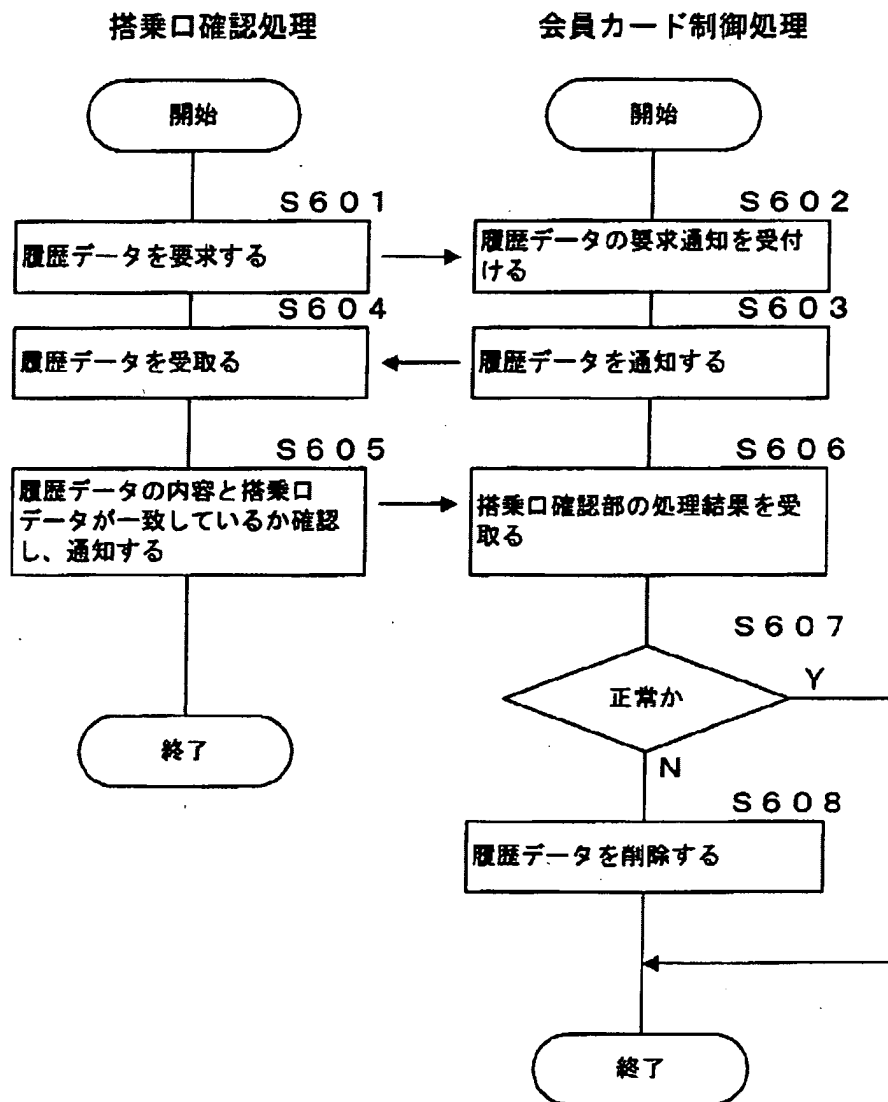 搭乗口確認処理
会員カード制御処理
開始
開始
S601
S602
履歴データを要求する
履歴データの要求通知を受付
ける
S604
S603
履歴データを受取る
履歴データを通知する
S605
S606
履歴データの内容と搭乗口
データが一致しているか確認
し、通知する
搭乗口確認部の処理結果を受
取る
S607
正常か
Y
N
終了
S608
履歴データを削除する
終了